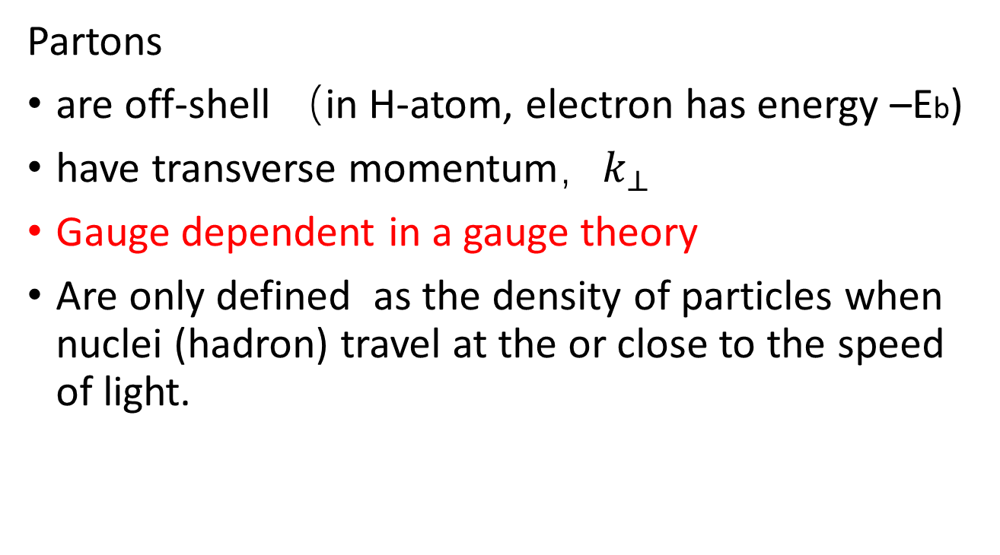 Partons
• are off-shell （in H-atom, electron has energy –Eb)
• have transverse momentum， k⊥
• Gauge dependent in a gauge theory
• Are only defined as the density of particles when
nuclei (hadron) travel at the or close to the speed
of light.